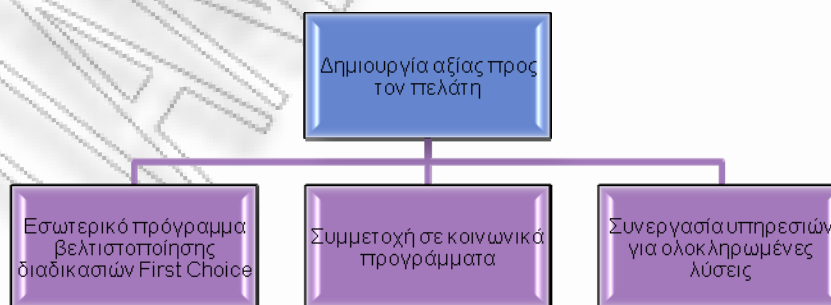 Δημιουργία αξίας προς
τον πελάτη
Εσωτερικό πρόγραμμα
βελτιστοποίησης
διαδικασιών First Choice
Συμμετοχή σε κοινωνικά
προγράμματα
Συνεργασία υπηρεσιών
για ολοκληρωμένες
λύσεις